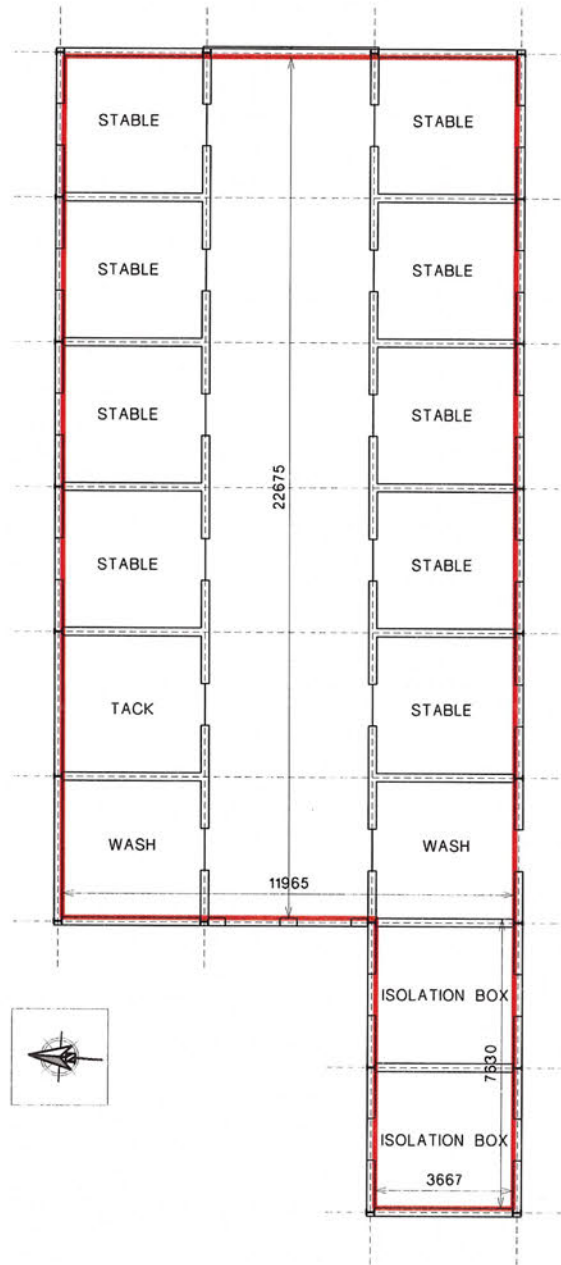 STABLE STABLE
STABLE STABLE
STABLE STABLE
22675
STABLE STABLE
TACK STABLE
WASH WASH
11965
ISOLATION BOX
7630
ISOLATION BOX
3667